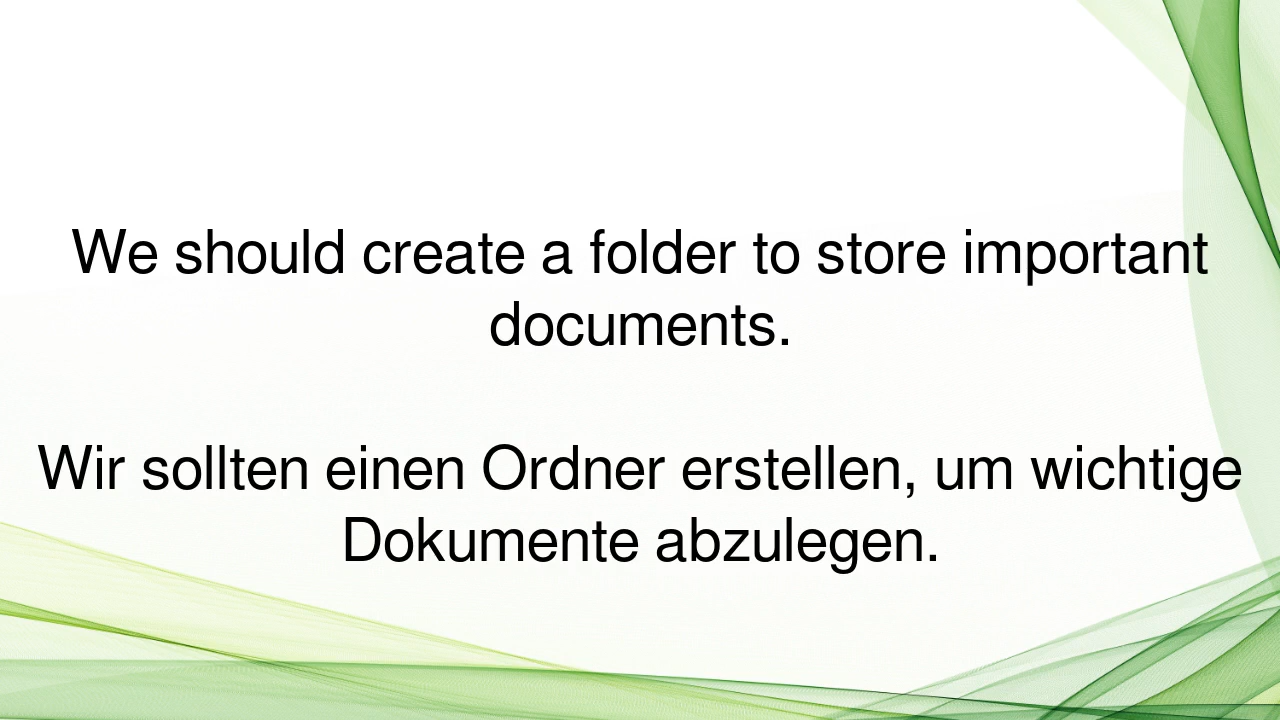 We should create a folder to store important
documents.
Wir sollten einen Ordner erstellen, um wichtige
Dokumente abzulegen.